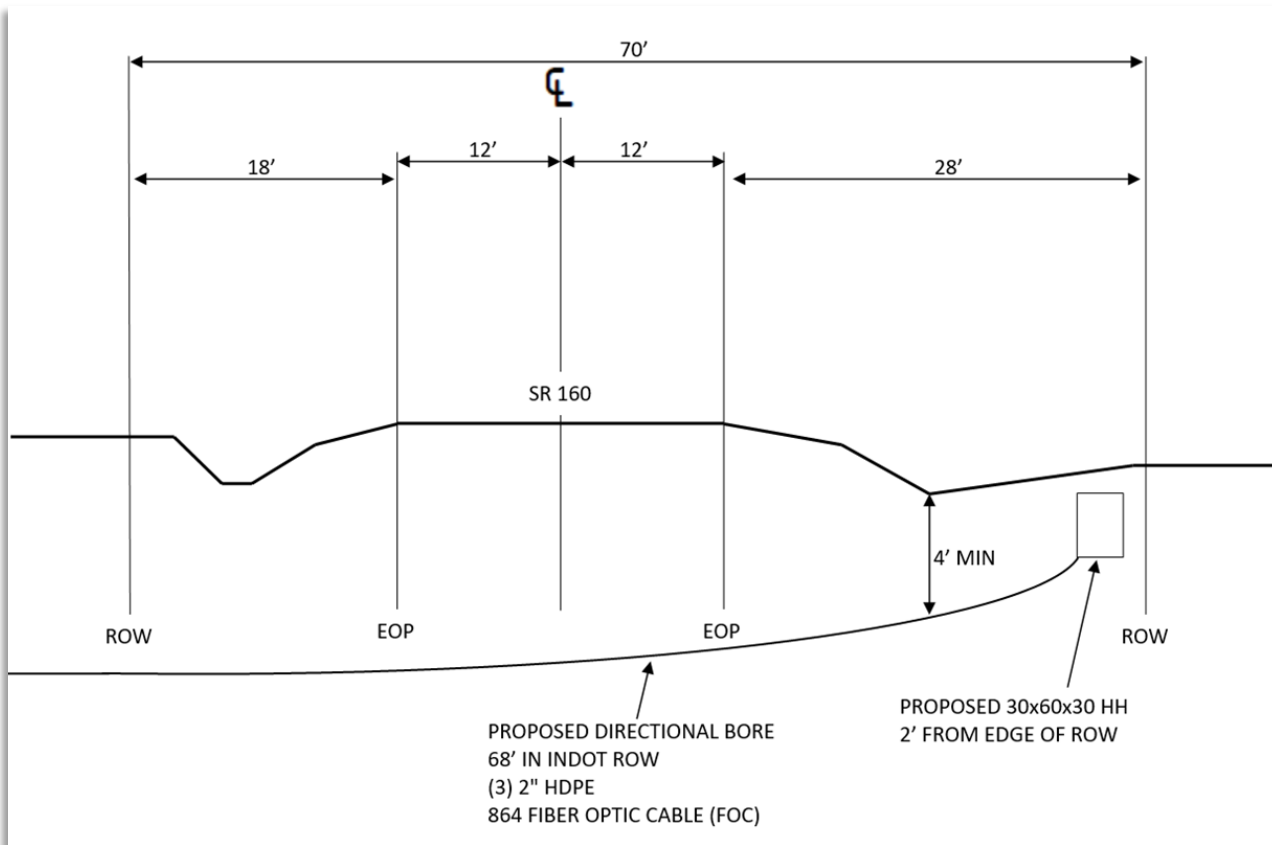 70’
℄
12’
12’
18’
28’
SR 160
4’ MIN
ROW
EOP
EOP
ROW
PROPOSED DIRECTIONAL BORE
68’ IN INDOT ROW
(3) 2" HDPE
864 FIBER OPTIC CABLE (FOC)
PROPOSED 30x60x30 HH
2’ FROM EDGE OF ROW